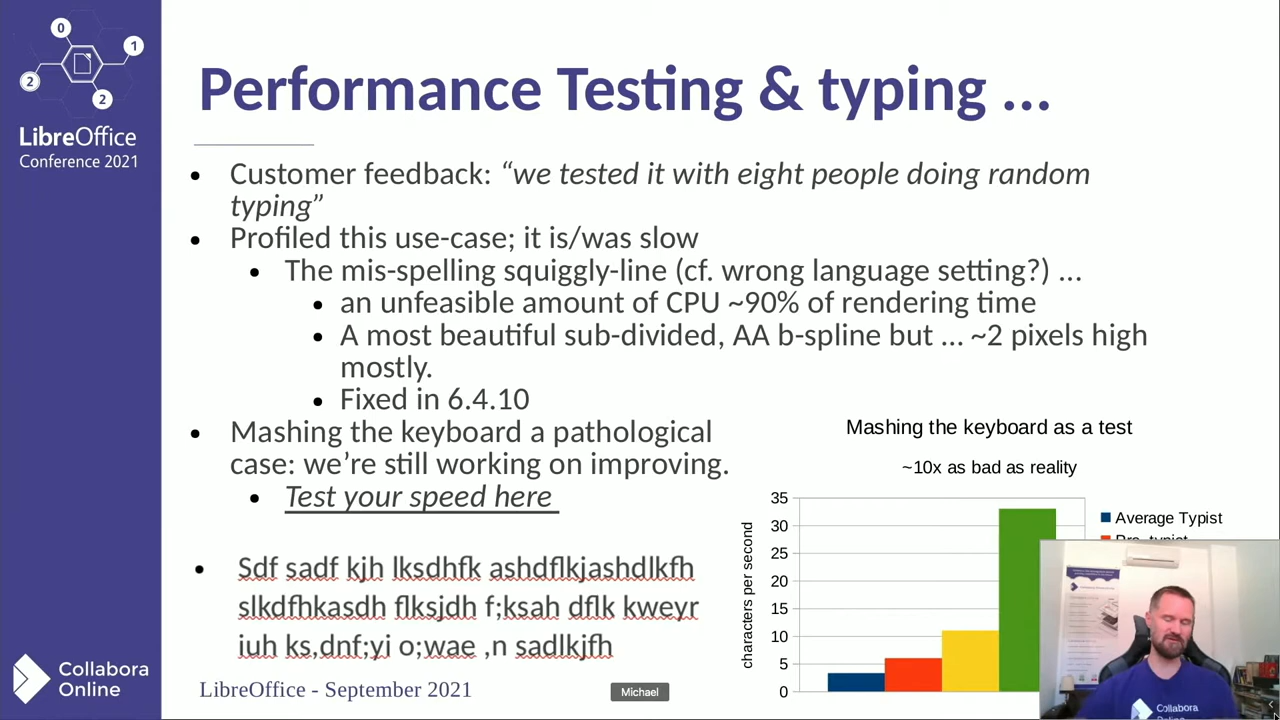 0
1
2
2
LibreOffice
Conference 2021
Performance Testing & typing ...
• Customer feedback: “we tested it with eight people doing random
typing”
• Profiled this use-case; it is/was slow
• The mis-spelling squiggly-line (cf. wrong language setting?) ...
• an unfeasible amount of CPU ~90% of rendering time
• A most beautiful sub-divided, AA b-spline but ... ~2 pixels high
mostly.
• Fixed in 6.4.10
• Mashing the keyboard a pathological
case: we’re still working on improving.
• Test your speed here
• Sdf sadf kjh lksdhfk ashdflkjashdlkfh
slkdfhkasdh flksjdh f;ksah dflk kweyr
iuh ks,dnf;yi o;wae ,n sadlkjfh
Mashing the keyboard as a test
~10x as bad as reality
characters per second
35
30
25
20
15
10
5
0
Average Typist
Pro typist
Collabora
Online
LibreOffice - September 2021
Michael
Collabora
Online